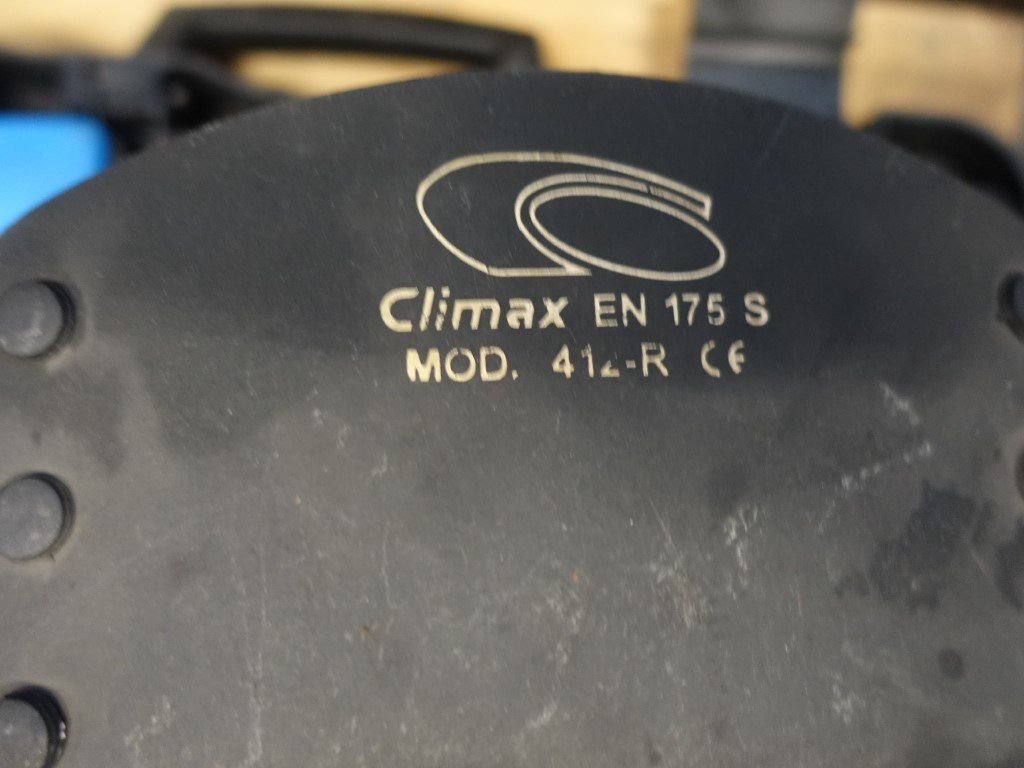 Climax EN 175 S
MOD. 412-R CE